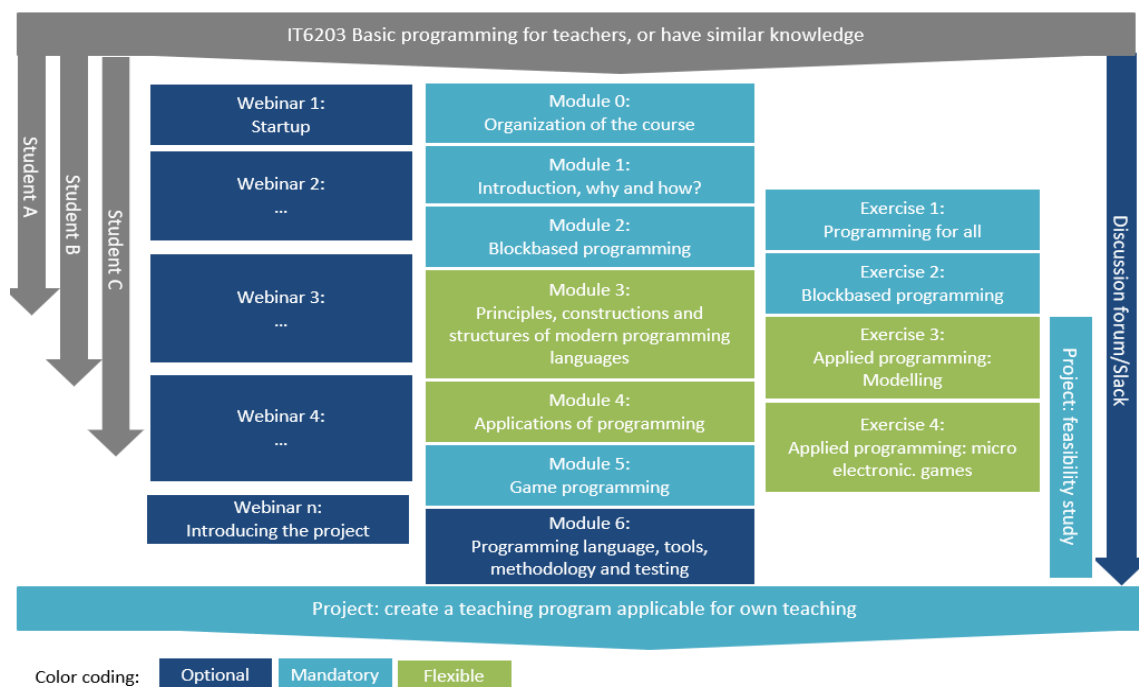 IT6203 Basic programming for teachers, or have similar knowledge
Student A
Student B
Student C
Webinar 1:
Startup
Webinar 2:
...
Webinar 3:
...
Webinar 4:
...
Webinar n:
Introducing the project
Module 0:
Organization of the course
Module 1:
Introduction, why and how?
Module 2:
Blockbased programming
Module 3:
Principles, constructions and
structures of modern programming
languages
Module 4:
Applications of programming
Module 5:
Game programming
Module 6:
Programming language, tools,
methodology and testing
Exercise 1:
Programming for all
Exercise 2:
Blockbased programming
Exercise 3:
Applied programming:
Modelling
Exercise 4:
Applied programming: micro
electronic. games
Project: feasibility study
Discussion forum/Slack
Project: create a teaching program applicable for own teaching
Color coding:
Optional
Mandatory
Flexible